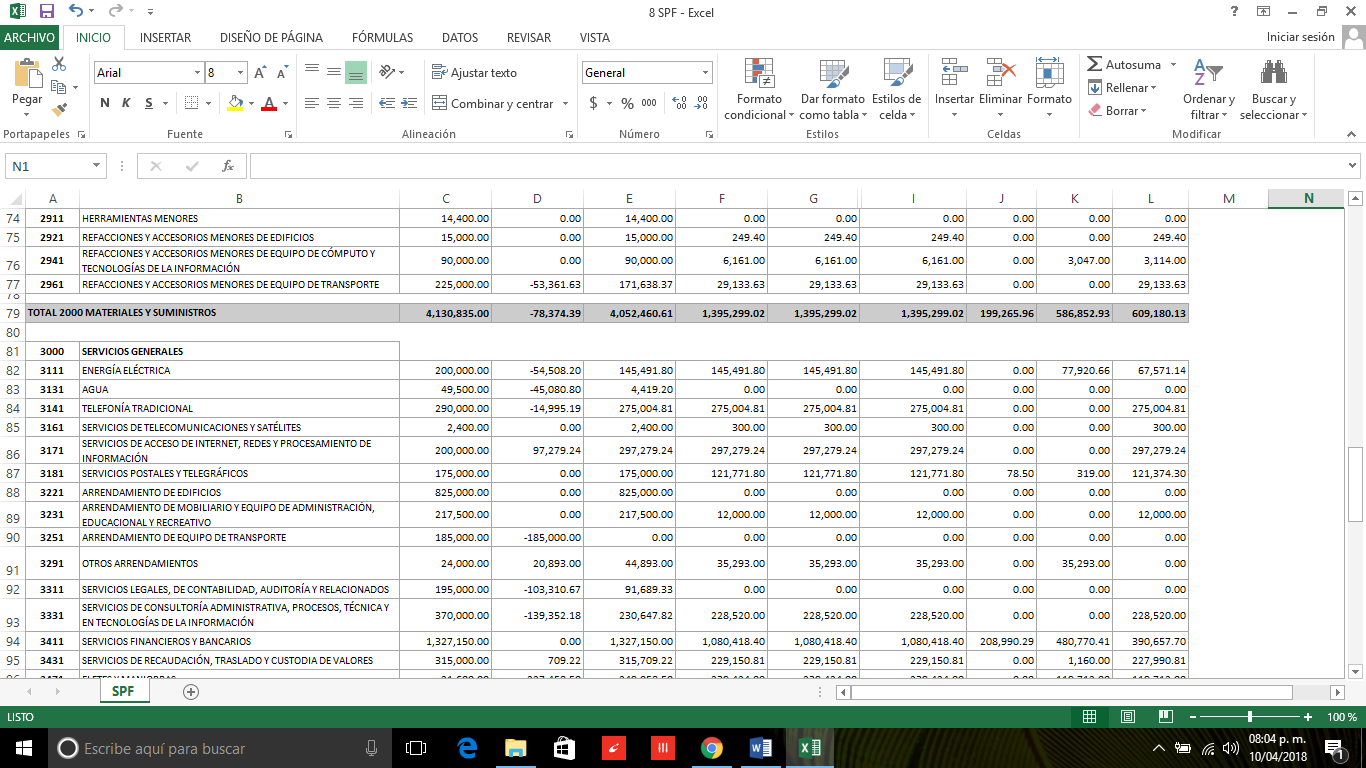 8 SPF - Excel
ARCHIVO INICIO INSERTAR DISEÑO DE PÁGINA FÓRMULAS DATOS REVISAR VISTA Iniciar sesión
Arial 8 Ajustar texto General Autosuma
Pegar N K S Combinar y centrar $ % 000 Formato condicional Dar formato como tabla Estilos de celda Insertar Eliminar Formato Rellenar Borrar Ordenar y filtrar Buscar y seleccionar
Portapapeles Fuente Alineación Número Estilos Celdas Modificar
N1 fx
A B C D E F G I J K L M N
74 2911 HERRAMIENTAS MENORES 14,400.00 0.00 14,400.00 0.00 0.00 0.00 0.00 0.00 0.00
75 2921 REFACCIONES Y ACCESORIOS MENORES DE EDIFICIOS 15,000.00 0.00 15,000.00 249.40 249.40 249.40 0.00 0.00 249.40
76 2941 REFACCIONES Y ACCESORIOS MENORES DE EQUIPO DE CÓMPUTO Y TECNOLOGÍAS DE LA INFORMACIÓN 90,000.00 0.00 90,000.00 6,161.00 6,161.00 6,161.00 0.00 3,047.00 3,114.00
77 2961 REFACCIONES Y ACCESORIOS MENORES DE EQUIPO DE TRANSPORTE 225,000.00 -53,361.63 171,638.37 29,133.63 29,133.63 29,133.63 0.00 0.00 29,133.63
78
79 TOTAL 2000 MATERIALES Y SUMINISTROS 4,130,835.00 -78,374.39 4,052,460.61 1,395,299.02 1,395,299.02 1,395,299.02 199,265.96 586,852.93 609,180.13
80
81 3000 SERVICIOS GENERALES
82 3111 ENERGÍA ELÉCTRICA 200,000.00 -54,508.20 145,491.80 145,491.80 145,491.80 145,491.80 0.00 77,920.66 67,571.14
83 3131 AGUA 49,500.00 -45,080.80 4,419.20 0.00 0.00 0.00 0.00 0.00 0.00
84 3141 TELEFONÍA TRADICIONAL 290,000.00 -14,995.19 275,004.81 275,004.81 275,004.81 275,004.81 0.00 0.00 275,004.81
85 3161 SERVICIOS DE TELECOMUNICACIONES Y SATÉLITES 2,400.00 0.00 2,400.00 300.00 300.00 300.00 0.00 0.00 300.00
86 3171 SERVICIOS DE ACCESO DE INTERNET, REDES Y PROCESAMIENTO DE INFORMACIÓN 200,000.00 97,279.24 297,279.24 297,279.24 297,279.24 297,279.24 0.00 0.00 297,279.24
87 3181 SERVICIOS POSTALES Y TELEGRÁFICOS 175,000.00 0.00 175,000.00 121,771.80 121,771.80 121,771.80 78.50 319.00 121,374.30
88 3221 ARRENDAMIENTO DE EDIFICIOS 825,000.00 0.00 825,000.00 0.00 0.00 0.00 0.00 0.00 0.00
89 3231 ARRENDAMIENTO DE MOBILIARIO Y EQUIPO DE ADMINISTRACIÓN, EDUCACIONAL Y RECREATIVO 217,500.00 0.00 217,500.00 12,000.00 12,000.00 12,000.00 0.00 0.00 12,000.00
90 3251 ARRENDAMIENTO DE EQUIPO DE TRANSPORTE 185,000.00 -185,000.00 0.00 0.00 0.00 0.00 0.00 0.00 0.00
91 3291 OTROS ARRENDAMIENTOS 24,000.00 20,893.00 44,893.00 35,293.00 35,293.00 35,293.00 0.00 35,293.00 0.00
92 3311 SERVICIOS LEGALES, DE CONTABILIDAD, AUDITORÍA Y RELACIONADOS 195,000.00 -103,310.67 91,689.33 0.00 0.00 0.00 0.00 0.00 0.00
93 3331 SERVICIOS DE CONSULTORÍA ADMINISTRATIVA, PROCESOS, TÉCNICA Y EN TECNOLOGÍAS DE LA INFORMACIÓN 370,000.00 -139,352.18 230,647.82 228,520.00 228,520.00 228,520.00 0.00 0.00 228,520.00
94 3411 SERVICIOS FINANCIEROS Y BANCARIOS 1,327,150.00 0.00 1,327,150.00 1,080,418.40 1,080,418.40 1,080,418.40 208,990.29 480,770.41 390,657.70
95 3431 SERVICIOS DE RECAUDACIÓN, TRASLADO Y CUSTODIA DE VALORES 315,000.00 709.22 315,709.22 229,150.81 229,150.81 229,150.81 0.00 1,160.00 227,990.81
SPF
LISTO 100 %
Escribe aquí para buscar 08:04 p. m.
10/04/2018 1